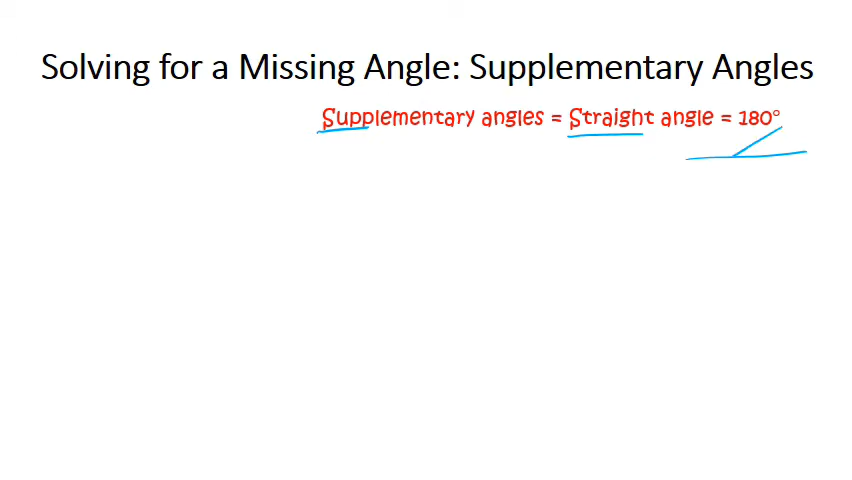 Solving for a Missing Angle: Supplementary Angles
Supplementary angles = Straight angle = 180°